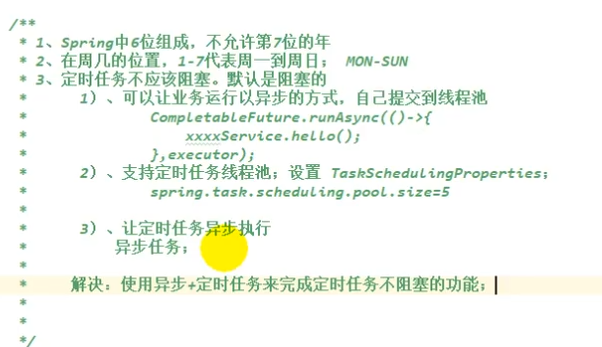 /**
* 1、Spring中6位组成，不允许第7位的年
* 2、在周几的位置，1-7代表周一到周日； MON-SUN
* 3、定时任务不应该阻塞。默认是阻塞的
* 1）、可以让业务运行以异步的方式，自己提交到线程池
* CompletableFuture.runAsync(()->{
* xxxxService.hello();
* },executor);
* 2）、支持定时任务线程池；设置 TaskSchedulingProperties；
* spring.task.scheduling.pool.size=5
*
* 3）、让定时任务异步执行
* 异步任务；
*
* 解决：使用异步+定时任务来完成定时任务不阻塞的功能；
*
*
*/